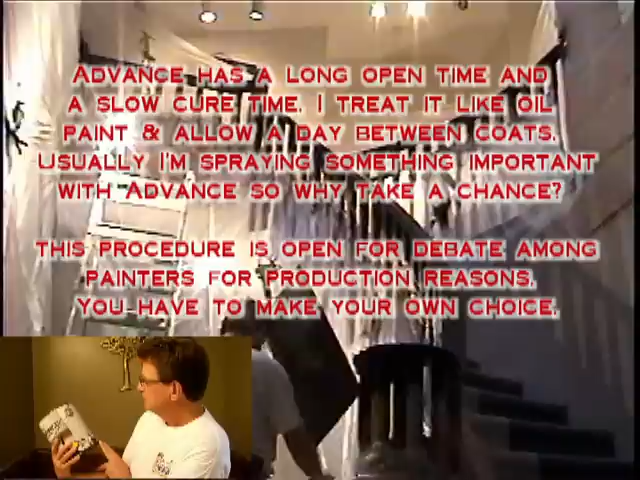 ADVANCE HAS A LONG OPEN TIME AND
A SLOW CURE TIME. I TREAT IT LIKE OIL
PAINT & ALLOW A DAY BETWEEN COATS.
USUALLY I'M SPRAYING SOMETHING IMPORTANT
WITH ADVANCE SO WHY TAKE A CHANCE?
THIS PROCEDURE IS OPEN FOR DEBATE AMONG
PAINTERS FOR PRODUCTION REASONS.
YOU HAVE TO MAKE YOUR OWN CHOICE.